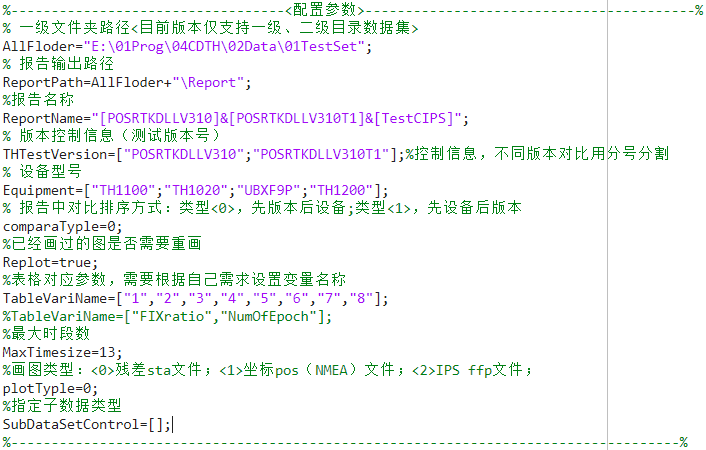 %-----------------------------------<配置参数>------------------------------------------%
% 一级文件夹路径<目前版本仅支持一级、二级目录数据集>
AllFloder="E:\01Prog\04CDTH\02Data\01TestSet";
% 报告输出路径
ReportPath=AllFloder+"\Report";
%报告名称
ReportName="[POSRTKDLLV310]&[POSRTKDLLV310T1]&[TestCIPS]";
% 版本控制信息（测试版本号）
THTestVersion=["POSRTKDLLV310";"POSRTKDLLV310T1"];%控制信息，不同版本对比用分号分割
% 设备型号
Equipment=["TH1100";"TH1020";"UBXF9P";"TH1200"];
% 报告中对比排序方式：类型<0>，先版本后设备;类型<1>，先设备后版本
comparaTyple=0;
%已经画过的图是否需要重画
Replot=true;
%表格对应参数，需要根据自己需求设置变量名称
TableVariName=["1","2","3","4","5","6","7","8"];
%TableVariName=["FIXratio","NumOfEpoch"];
%最大时段数
MaxTimesize=13;
%画图类型：<0>残差sta文件；<1>坐标pos（NMEA）文件；<2>IPS ffp文件；
plotTyple=0;
%指定子数据类型
SubDataSetControl=[];
%-------------------------------------------------------------------------------------%